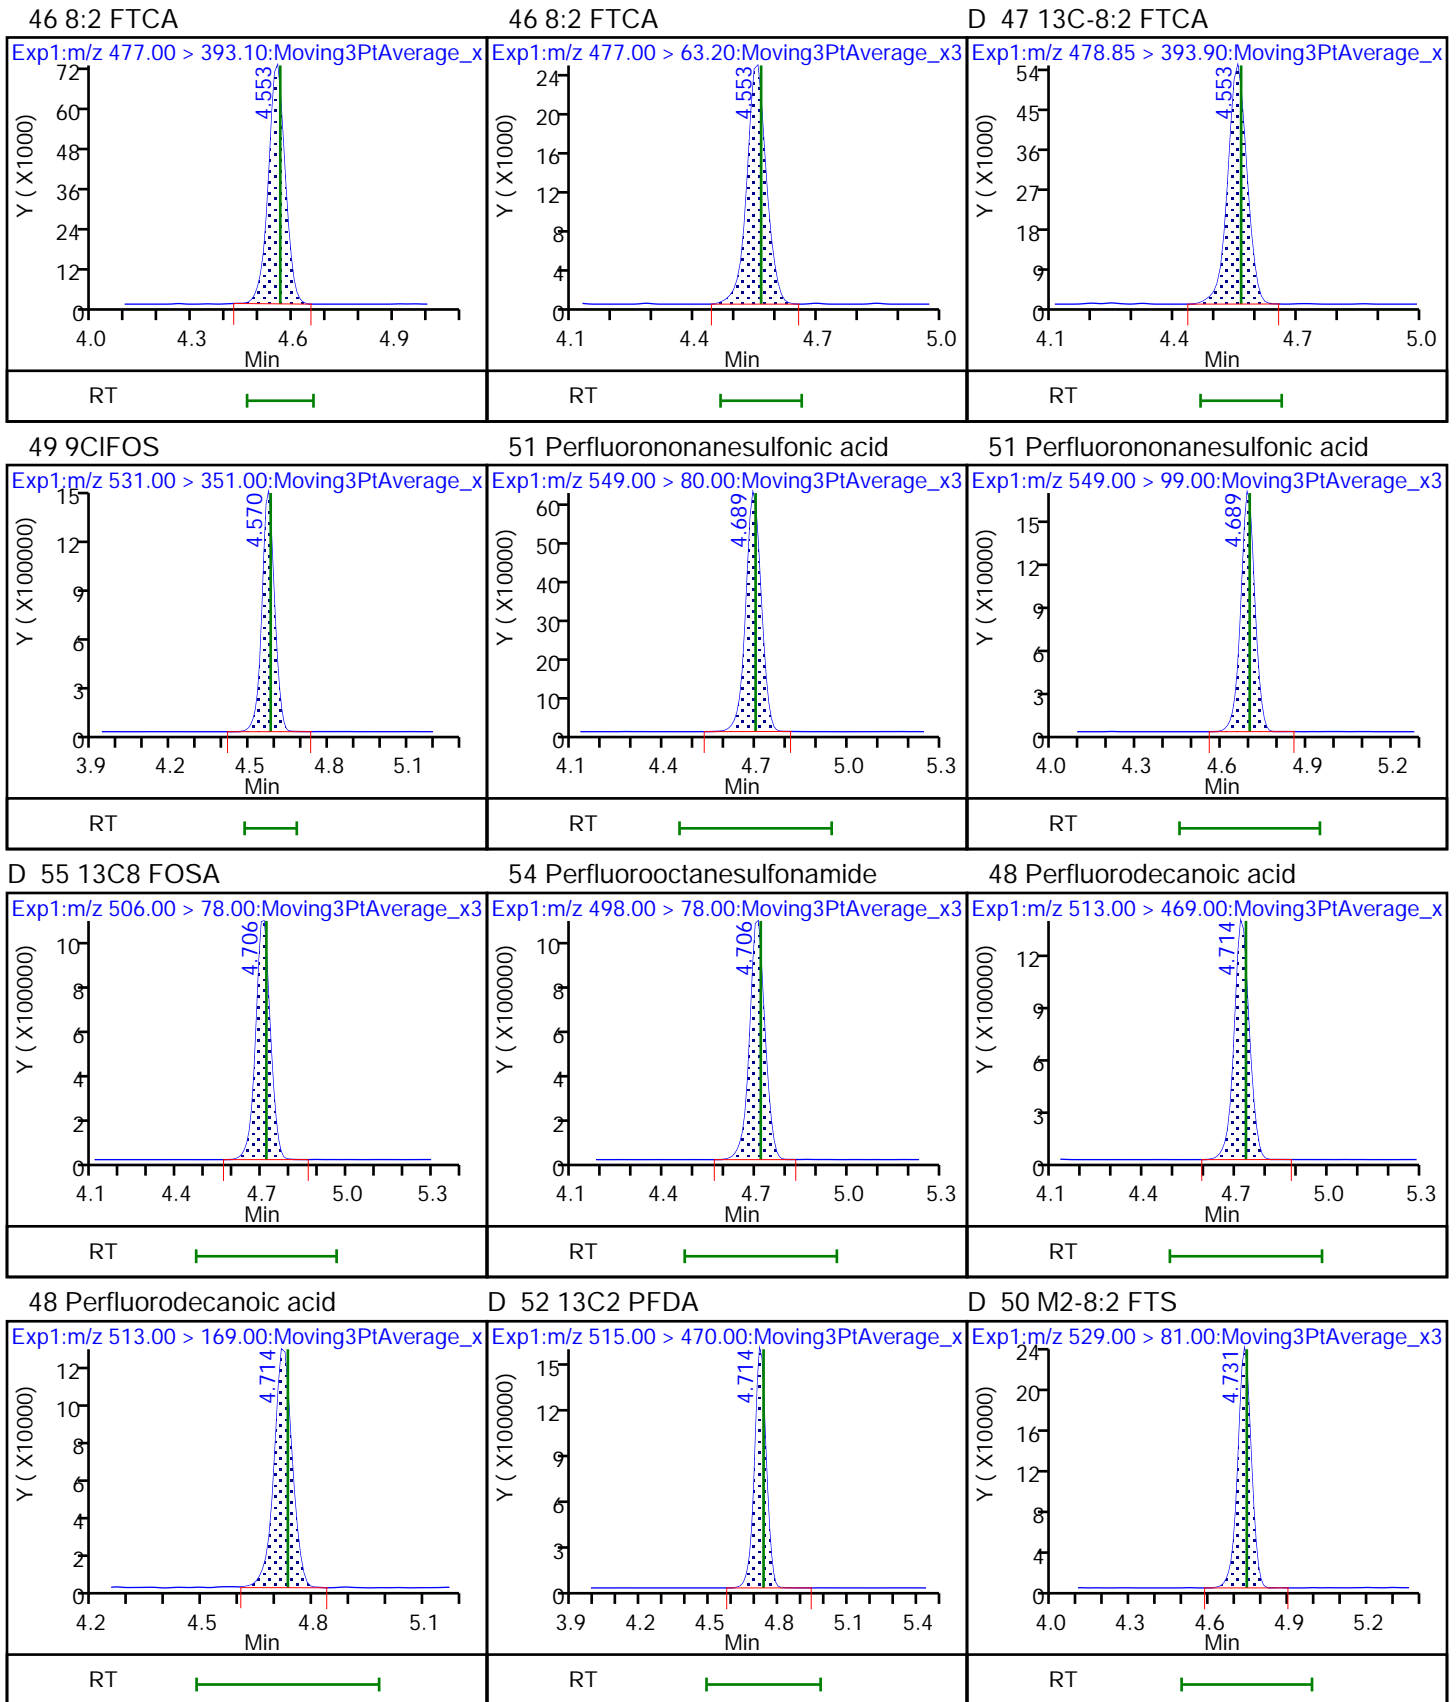 46 8:2 FTCA
Exp1:m/z 477.00 > 393.10:Moving3PtAverage_x
Y ( X1000)
72
60
48
36
24
12
0
4.553
4.0 4.3 4.6 4.9
Min
RT
46 8:2 FTCA
Exp1:m/z 477.00 > 63.20:Moving3PtAverage_x3
Y ( X1000)
24
20
16
12
8
4
0
4.553
4.1 4.4 4.7 5.0
Min
RT
D 47 13C-8:2 FTCA
Exp1:m/z 478.85 > 393.90:Moving3PtAverage_x
Y ( X1000)
54
45
36
27
18
9
0
4.553
4.1 4.4 4.7 5.0
Min
RT
49 9ClFOS
Exp1:m/z 531.00 > 351.00:Moving3PtAverage_x
Y ( X100000)
15
12
9
6
3
0
4.570
3.9 4.2 4.5 4.8 5.1
Min
RT
51 Perfluorononanesulfonic acid
Exp1:m/z 549.00 > 80.00:Moving3PtAverage_x3
Y ( X10000)
60
50
40
30
20
10
0
4.689
4.1 4.4 4.7 5.0 5.3
Min
RT
51 Perfluorononanesulfonic acid
Exp1:m/z 549.00 > 99.00:Moving3PtAverage_x3
Y ( X10000)
15
12
9
6
3
0
4.689
4.0 4.3 4.6 4.9 5.2
Min
RT
D 55 13C8 FOSA
Exp1:m/z 506.00 > 78.00:Moving3PtAverage_x3
Y ( X100000)
10
8
6
4
2
0
4.706
4.1 4.4 4.7 5.0 5.3
Min
RT
54 Perfluorooctanesulfonamide
Exp1:m/z 498.00 > 78.00:Moving3PtAverage_x3
Y ( X100000)
10
8
6
4
2
0
4.706
4.1 4.4 4.7 5.0 5.3
Min
RT
48 Perfluorodecanoic acid
Exp1:m/z 513.00 > 469.00:Moving3PtAverage_x
Y ( X100000)
12
9
6
3
0
4.714
4.1 4.4 4.7 5.0 5.3
Min
RT
48 Perfluorodecanoic acid
Exp1:m/z 513.00 > 169.00:Moving3PtAverage_x
Y ( X10000)
12
10
8
6
4
2
0
4.714
4.2 4.5 4.8 5.1
Min
RT
D 52 13C2 PFDA
Exp1:m/z 515.00 > 470.00:Moving3PtAverage_x
Y ( X100000)
15
12
9
6
3
0
4.714
3.9 4.2 4.5 4.8 5.1 5.4
Min
RT
D 50 M2-8:2 FTS
Exp1:m/z 529.00 > 81.00:Moving3PtAverage_x3
Y ( X10000)
24
20
16
12
8
4
0
4.731
4.0 4.3 4.6 4.9 5.2
Min
RT